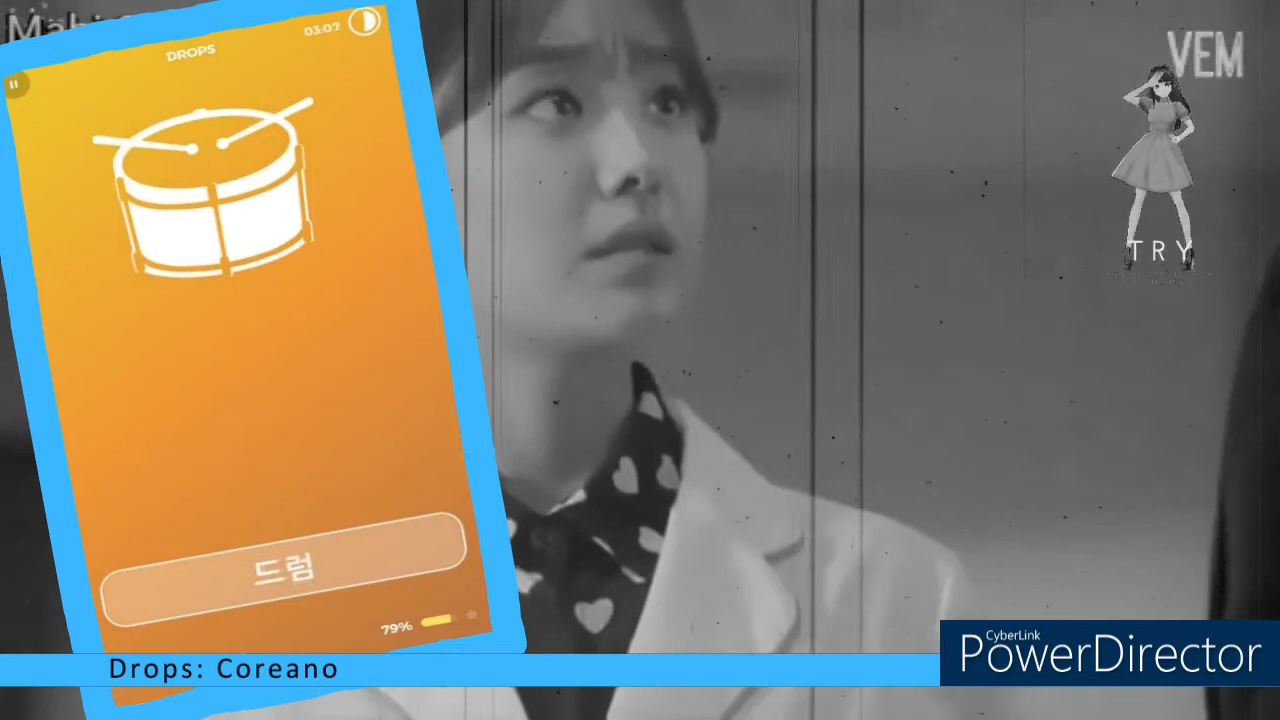 VEM
03:07
DROPS
TRY
드럼
79%
Drops: Coreano
CyberLink
PowerDirector